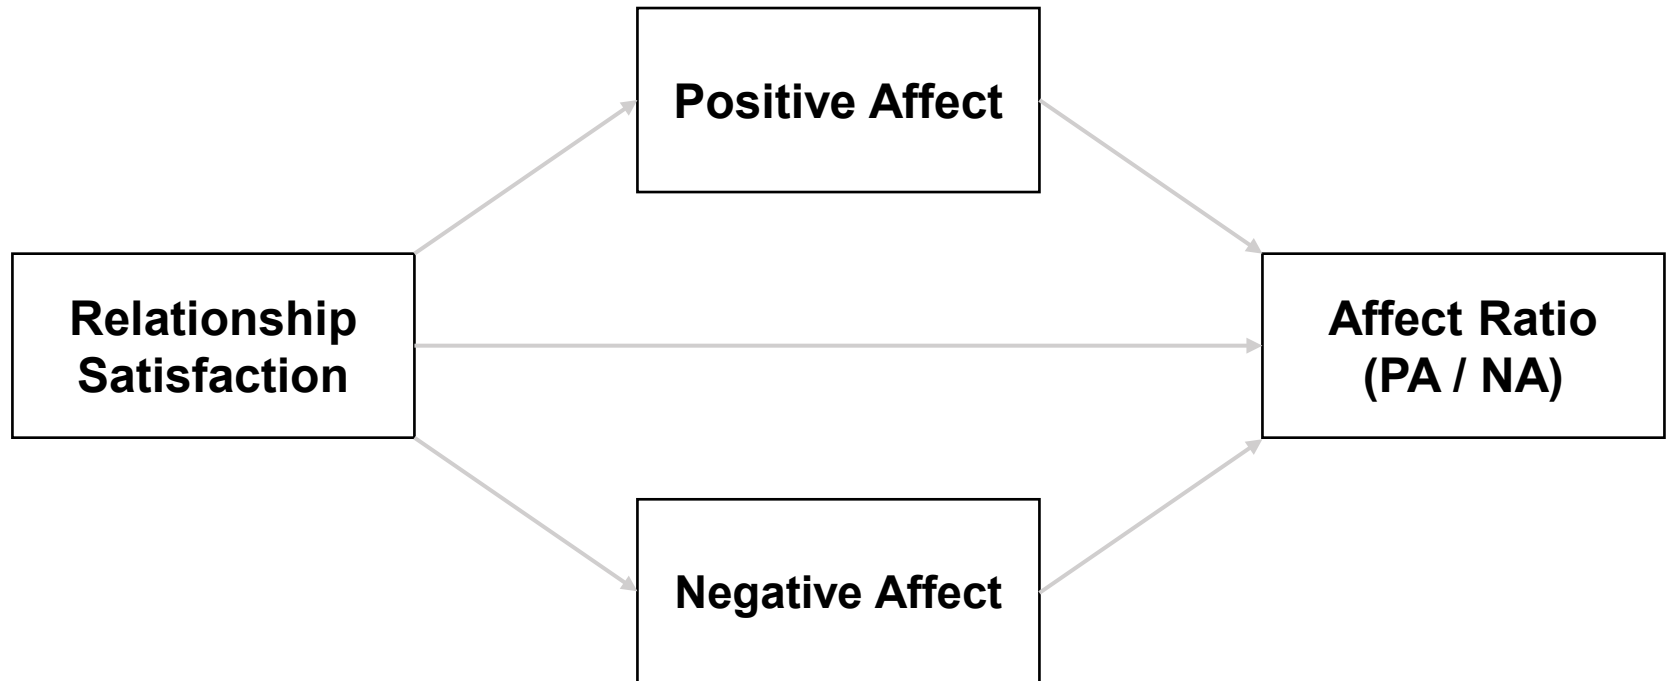 Positive Affect
Relationship
Satisfaction
Affect Ratio
(PA / NA)
Negative Affect